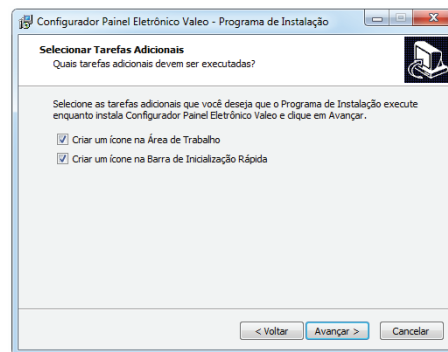 Configurador Painel Eletrônico Valeo - Programa de Instalação
Selecionar Tarefas Adicionais
Quais tarefas adicionais devem ser executadas?
Selecione as tarefas adicionais que você deseja que o Programa de Instalação execute
enquanto instala Configurador Painel Eletrônico Valeo e clique em Avançar.
Criar um ícone na Área de Trabalho
Criar um ícone na Barra de Inicialização Rápida
< Voltar
Avançar >
Cancelar